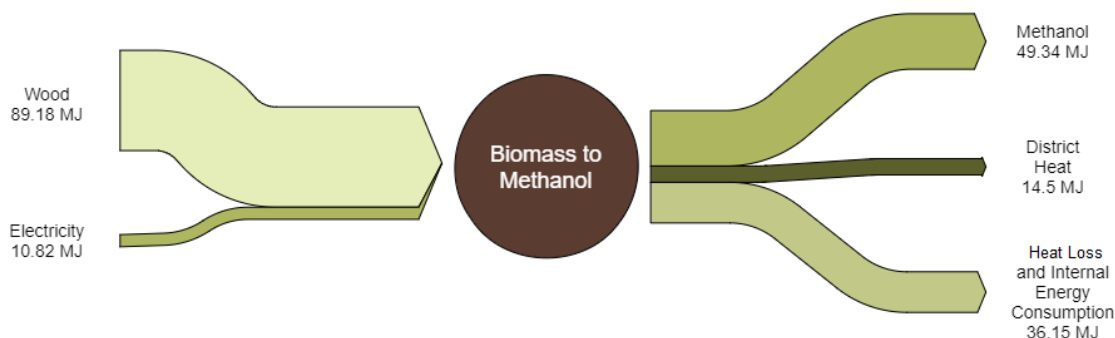 Wood
89.18 MJ
Electricity
10.82 MJ
Biomass to
Methanol
Methanol
49.34 MJ
District
Heat
14.5 MJ
Heat Loss
and Internal
Energy
Consumption
36.15 MJ